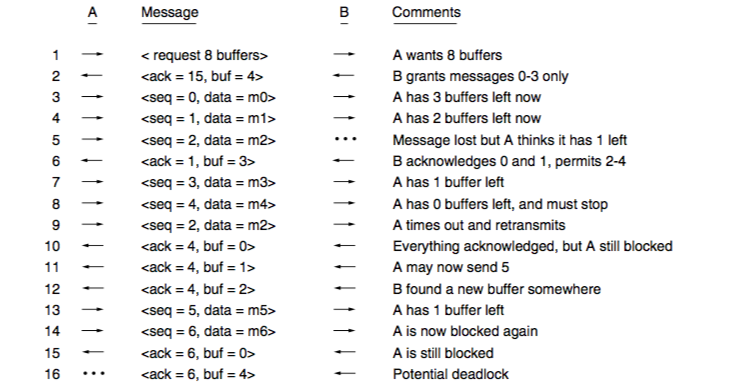 A Message B Comments
1 → < request 8 buffers> → A wants 8 buffers
2 ← <ack = 15, buf = 4> ← B grants messages 0-3 only
3 → <seq = 0, data = m0> → A has 3 buffers left now
4 → <seq = 1, data = m1> → A has 2 buffers left now
5 → <seq = 2, data = m2> ••• Message lost but A thinks it has 1 left
6 ← <ack = 1, buf = 3> ← B acknowledges 0 and 1, permits 2-4
7 → <seq = 3, data = m3> → A has 1 buffer left
8 → <seq = 4, data = m4> → A has 0 buffers left, and must stop
9 → <seq = 2, data = m2> → A times out and retransmits
10 ← <ack = 4, buf = 0> ← Everything acknowledged, but A still blocked
11 ← <ack = 4, buf = 1> ← A may now send 5
12 ← <ack = 4, buf = 2> ← B found a new buffer somewhere
13 → <seq = 5, data = m5> → A has 1 buffer left
14 → <seq = 6, data = m6> → A is now blocked again
15 ← <ack = 6, buf = 0> ← A is still blocked
16 ••• <ack = 6, buf = 4> ← Potential deadlock